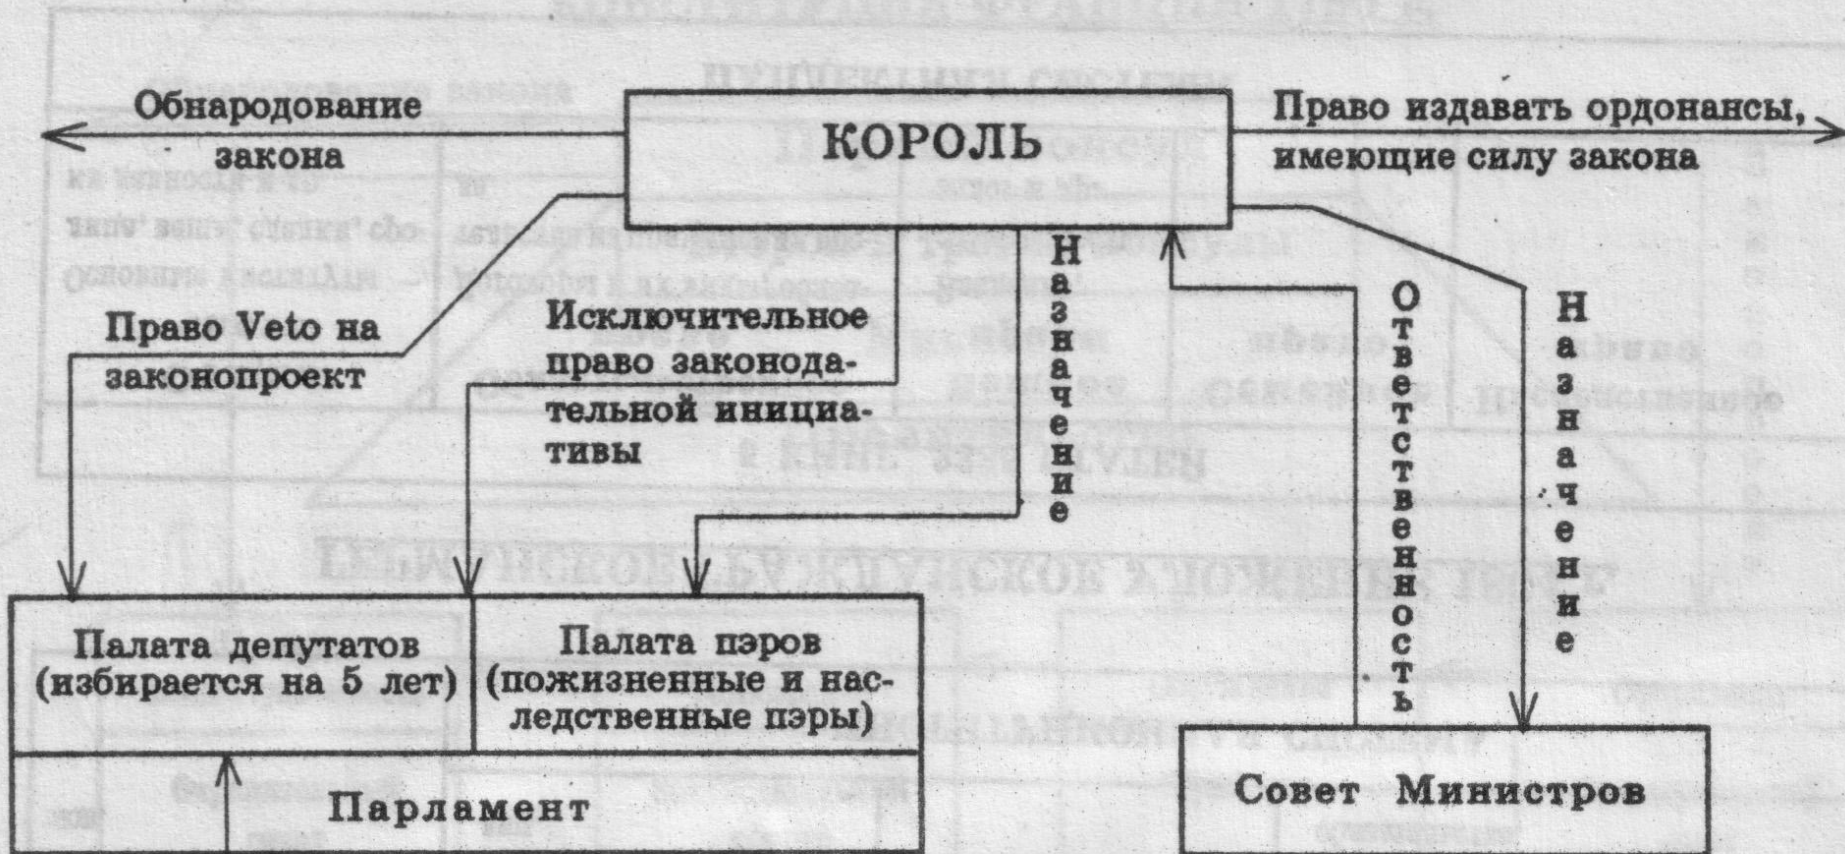 Обнародование
закона
КОРОЛЬ
Право издавать ордонансы,
имеющие силу закона
Право Veto на
законопроект
Исключительное
право законода-
тельной инициа-
тивы
Назначение
Ответственность
Назначение
Палата депутатов
(избирается на 5 лет)
Палата пэров
(пожизненные и нас-
ледственные пэры)
Парламент
Совет Министров